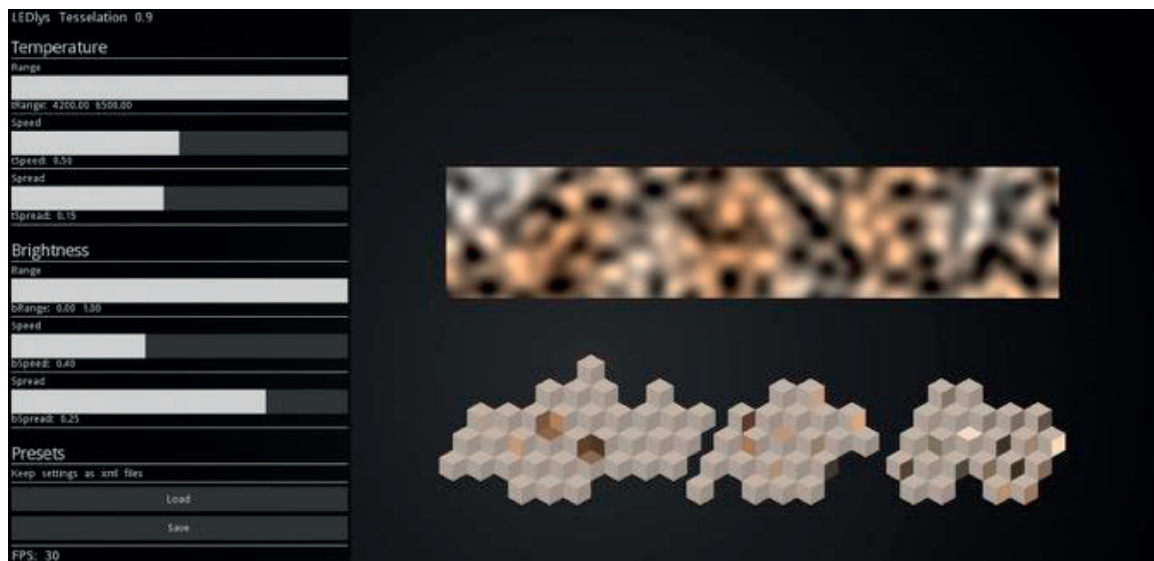 LEDlys Tesselation 0.9
Temperature
Range
tRange: 4200.00 6500.00
Speed
tSpeed: 0.50
Spread
tSpread: 0.15
Brightness
Range
bRange: 0.00 1.00
Speed
bSpeed: 0.40
Spread
bSpread: 0.25
Presets
Keep settings as xml files
Load
Save
FPS: 30